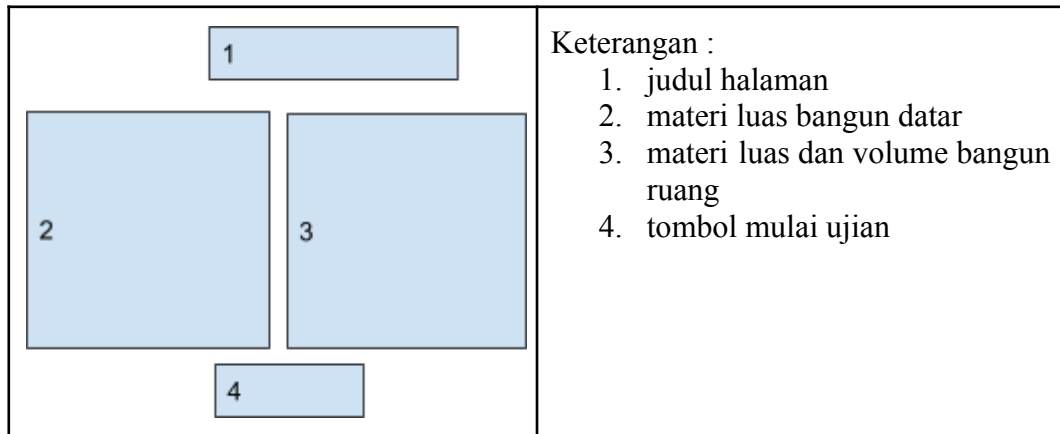 1
2
3
4
Keterangan :
1. judul halaman
2. materi luas bangun datar
3. materi luas dan volume bangun
ruang
4. tombol mulai ujian